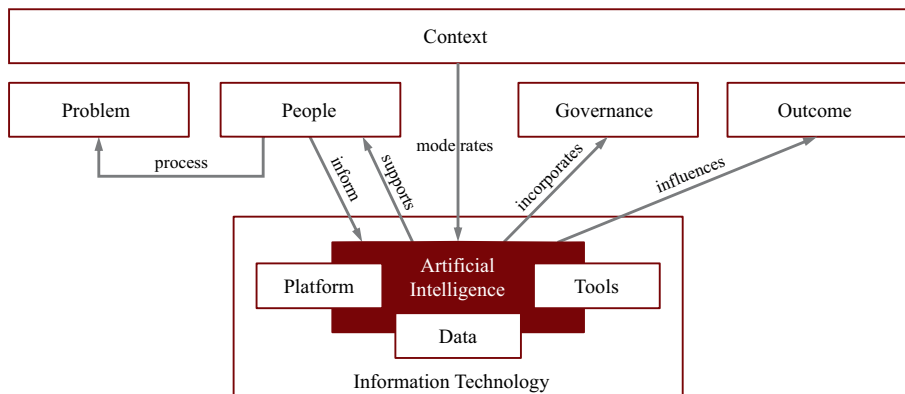 Context
Problem
People
Governance
Outcome
process
inform
supports
moderates
incorporates
influences
Artificial
Intelligence
Platform
Tools
Data
Information Technology